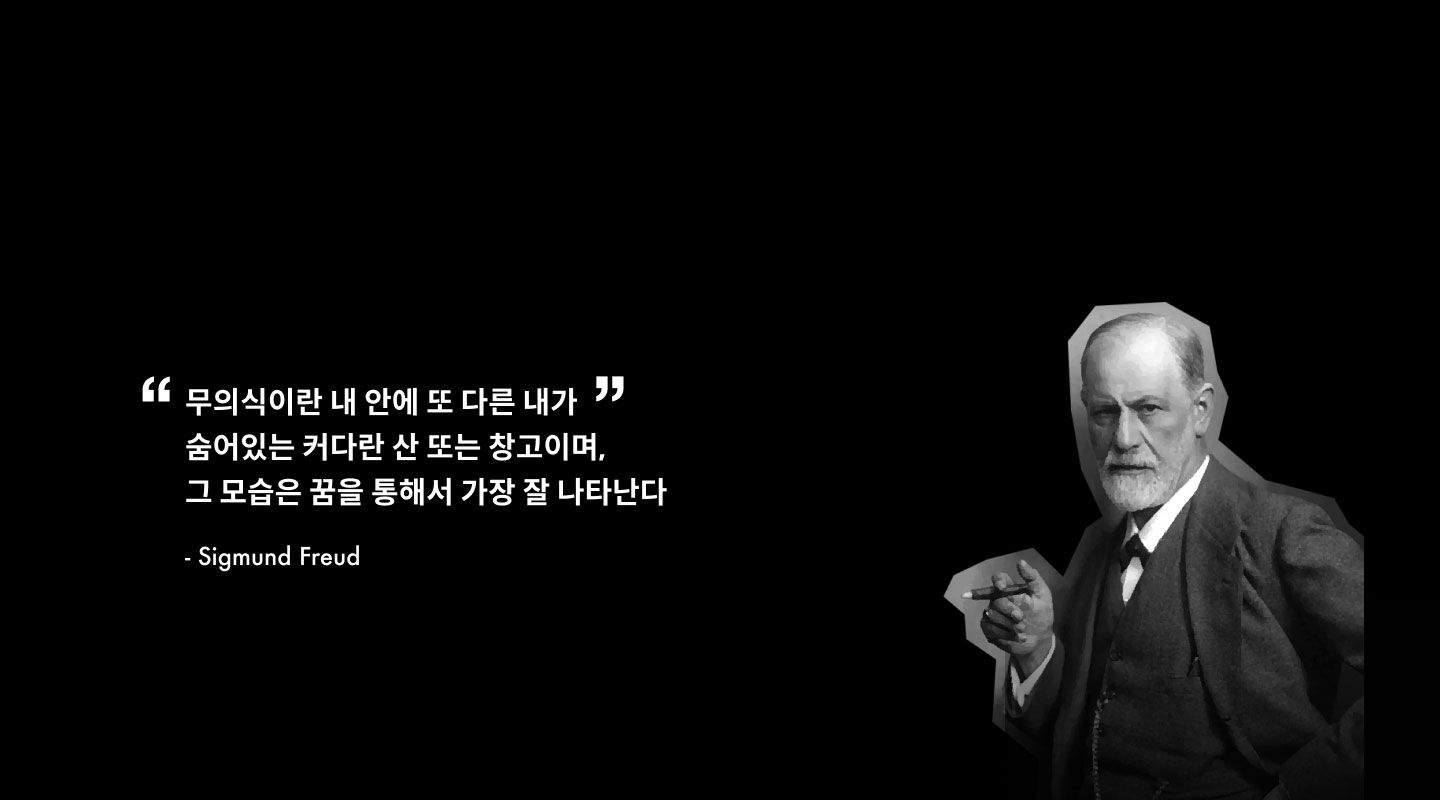 “ 무의식이란 내 안에 또 다른 내가 ”
숨어있는 커다란 산 또는 창고이며,
그 모습은 꿈을 통해서 가장 잘 나타난다
- Sigmund Freud